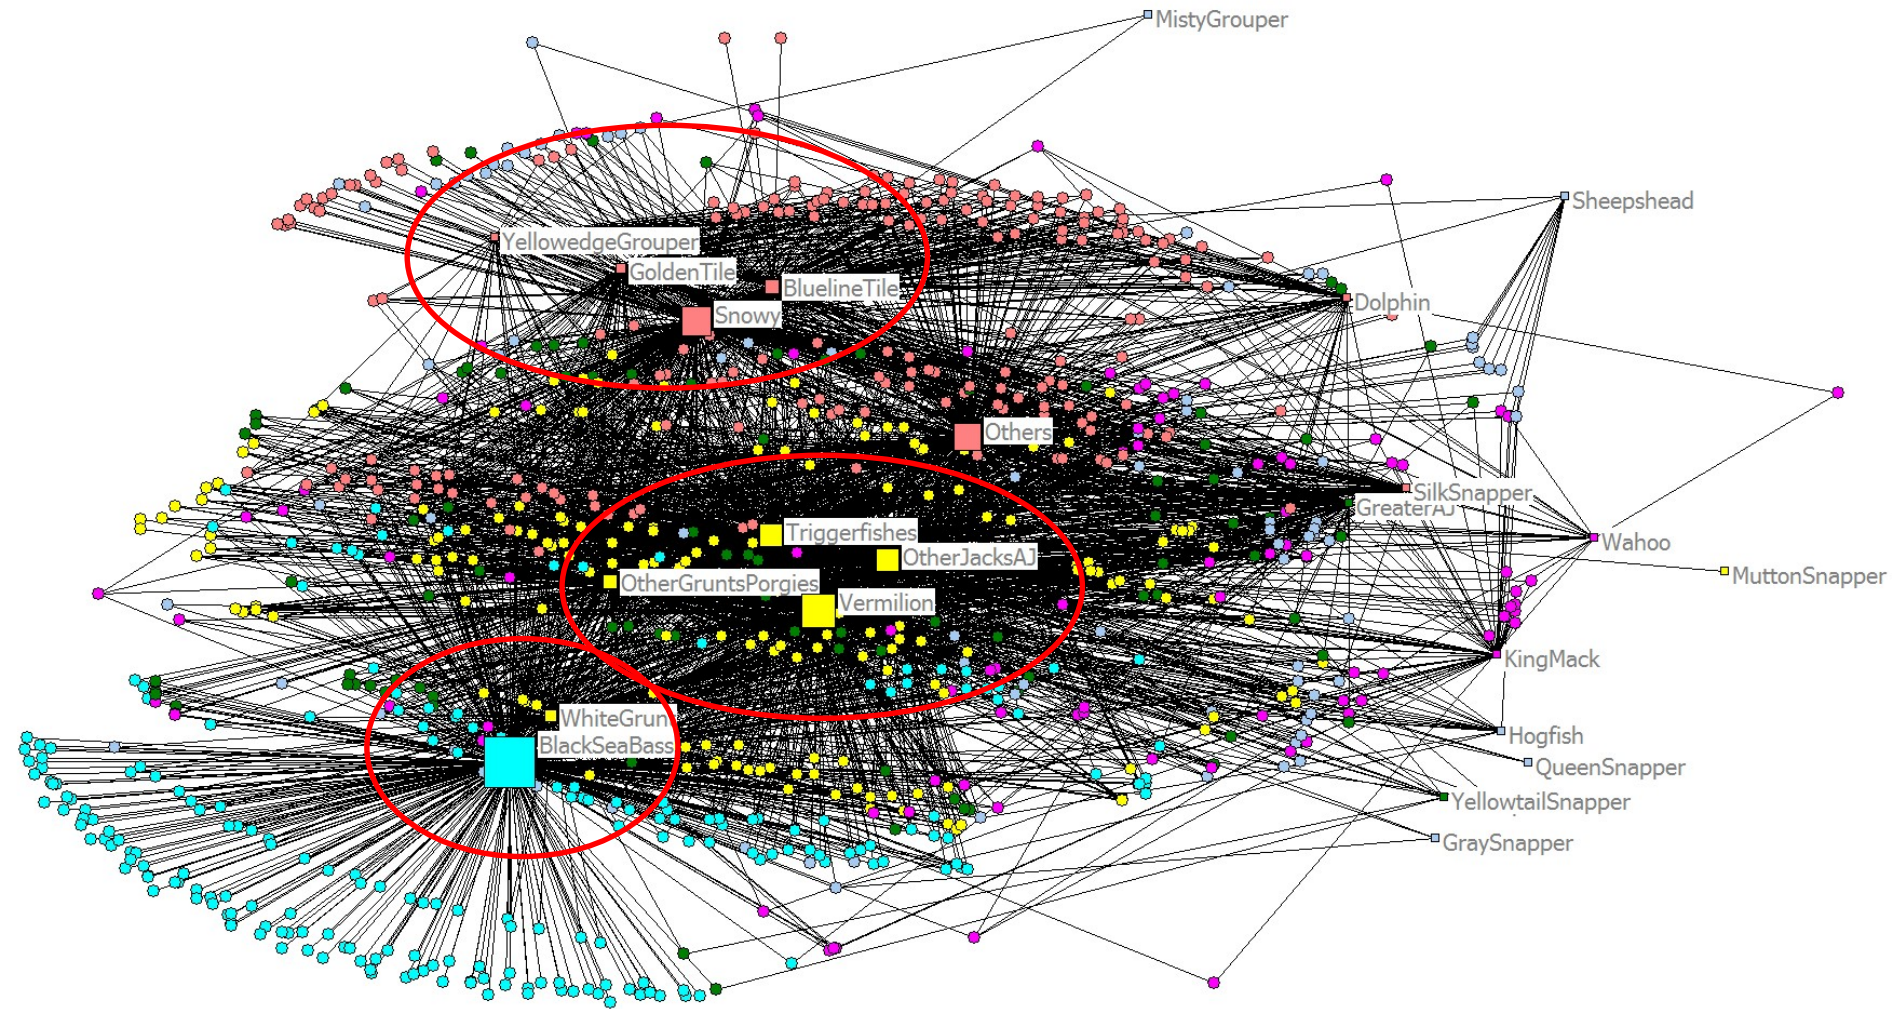 MistyGrouper
Sheepshead
YellowedgeGrouper
GoldenTile
BluelineTile
Dolphin
Snowy
Others
SilkSnapper
GreaterAJ
Triggerfishes
Wahoo
OtherJacksAJ
MuttonSnapper
OtherGruntsPorgies
Vermilion
KingMack
WhiteGrunt
Hogfish
BlackSeaBass
QueenSnapper
YellowtailSnapper
GraySnapper